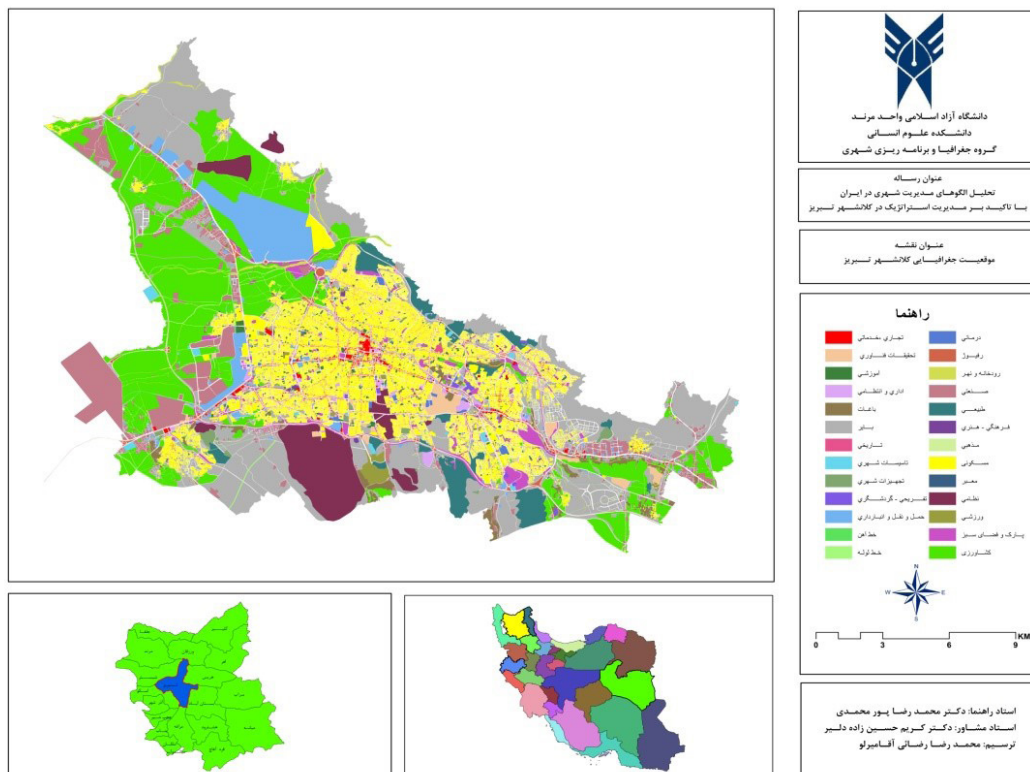 دانشگاه آزاد اسلامی واحد مرند
دانشکده علوم انسانی
گروه جغرافیا و برنامه ریزی شهری
عنوان رساله
تحلیل الگوهای مدیریت شهری در ایران
با تاکید بر مدیریت استراتژیک در کلانشهر تبریز
عنوان نقشه
موقعیت جغرافیایی کلانشهر تبریز
راهنما
تجاری خدماتی
درمانی
تحقیقات فناوری
رفیوژ
آموزشی
رودخانه و نهر
اداری و انتظامی
صنعتی
باغات
طبیعی
بایر
فرهنگی - هنری
تاریخی
مذهبی
تاسیسات شهری
مسکونی
تجهیزات شهری
معبر
تفریحی - گردشگری
نظامی
حمل و نقل و انبارداری
ورزشی
خط آهن
پارک و فضای سبز
خط لوله
کشاورزی
N
W E
S
0 3 6 9 KM
استاد راهنما: دکتر محمد رضا پور محمدی
استاد مشاور: دکتر کریم حسین زاده دلیر
ترسیم: محمد رضا رضائی آقامیرلو